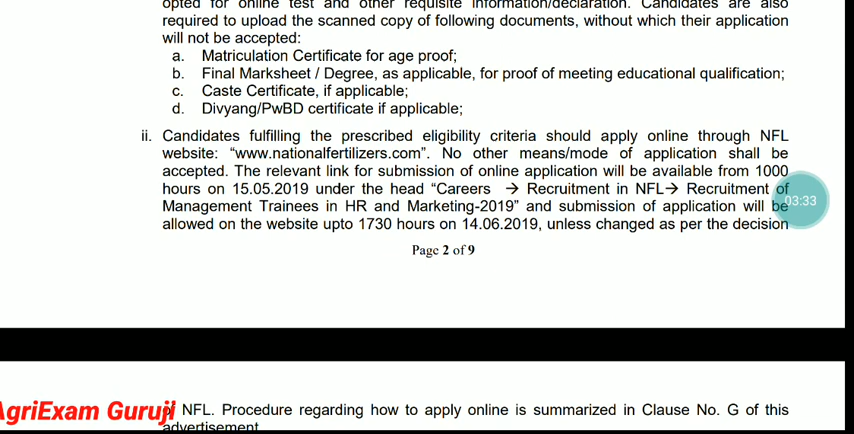 opted for online test and other requisite information/declaration. Candidates are also
required to upload the scanned copy of following documents, without which their application
will not be accepted:
a. Matriculation Certificate for age proof;
b. Final Marksheet / Degree, as applicable, for proof of meeting educational qualification;
c. Caste Certificate, if applicable;
d. Divyang/PwBD certificate if applicable;
ii. Candidates fulfilling the prescribed eligibility criteria should apply online through NFL
website: “www.nationalfertilizers.com”. No other means/mode of application shall be
accepted. The relevant link for submission of online application will be available from 1000
hours on 15.05.2019 under the head “Careers → Recruitment in NFL→ Recruitment of
Management Trainees in HR and Marketing-2019” and submission of application will be
03:33
allowed on the website upto 1730 hours on 14.06.2019, unless changed as per the decision
Page 2 of 9
AgriExam Guruji
of NFL. Procedure regarding how to apply online is summarized in Clause No. G of this
advertisement